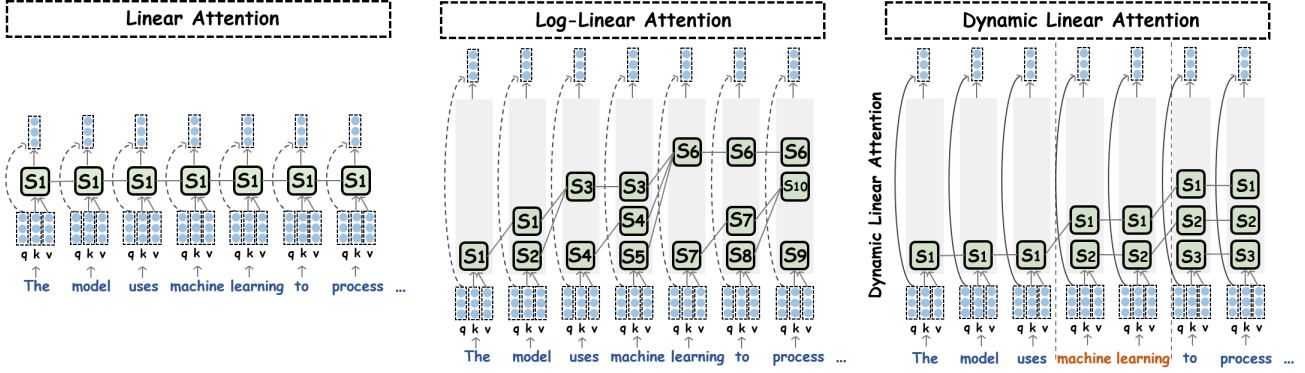 Linear Attention
S1 S1 S1 S1 S1 S1 S1
q k v q k v q k v q k v q k v q k v q k v
The model uses machine learning to process ...
Log-Linear Attention
S6 S6 S6
S3 S3 S10
S1 S4 S7
S1 S2 S4 S5 S7 S8 S9
q k v q k v q k v q k v q k v q k v q k v
The model uses machine learning to process ...
Dynamic Linear Attention
Dynamic Linear Attention
S1 S1
S1 S1 S2 S2
S1 S1 S1 S2 S2 S3 S3
q k v q k v q k v q k v q k v q k v q k v
The model uses machine learning to process ...